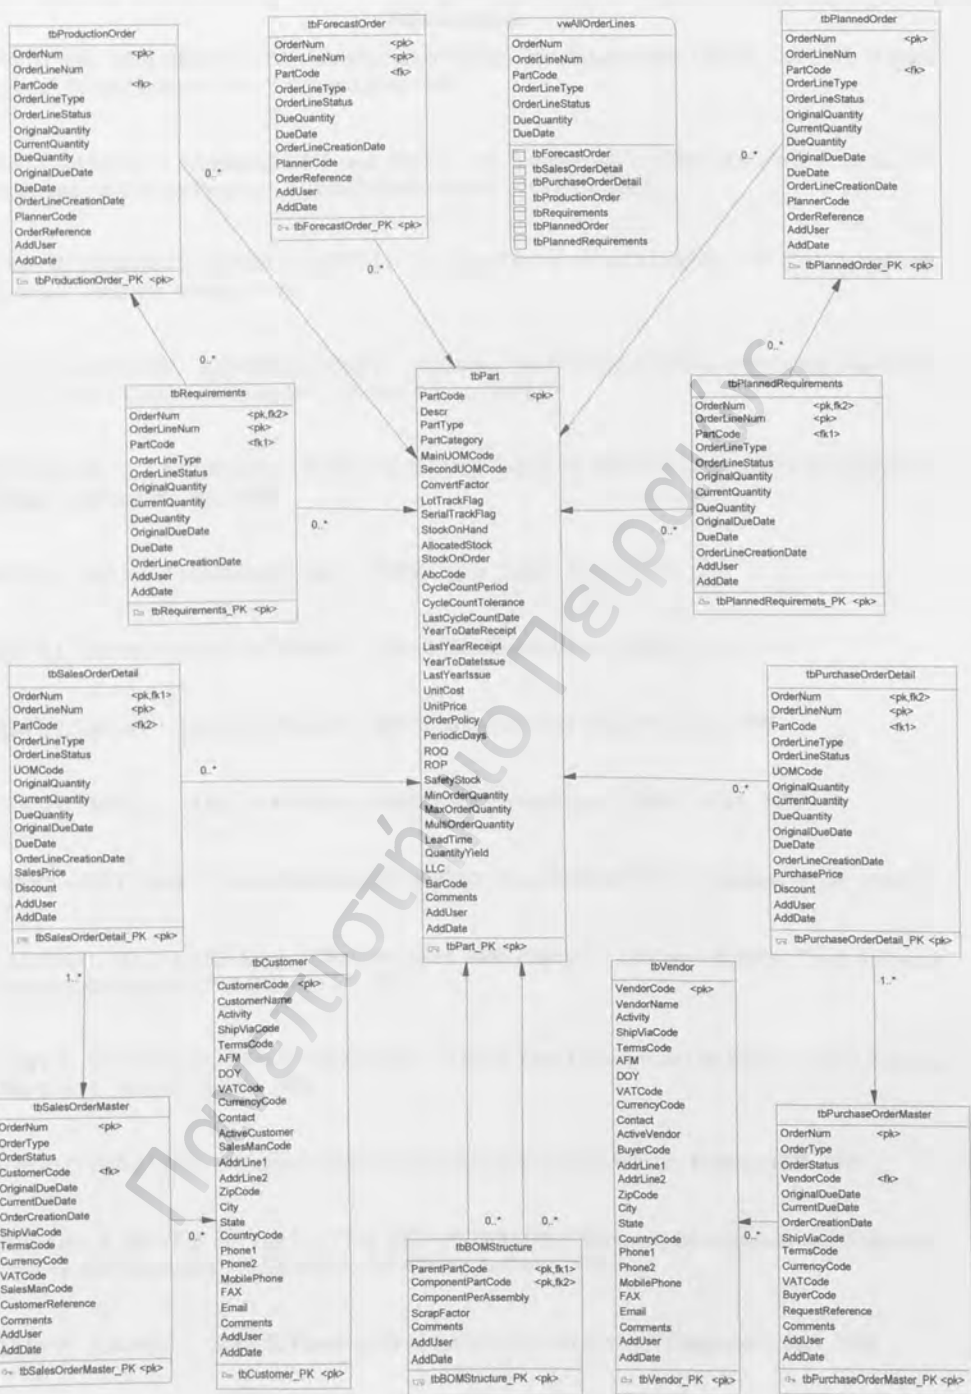 tbProductionOrder
OrderNum <pk>
OrderLineNum
PartCode <fk>
OrderLineType
OrderLineStatus
OriginalQuantity
CurrentQuantity
DueQuantity
OriginalDueDate
DueDate
OrderLineCreationDate
PlannerCode
OrderReference
AddUser
AddDate
tbProductionOrder_PK <pk>
tbForecastOrder
OrderNum <pk>
OrderLineNum <pk>
PartCode <fk>
OrderLineType
OrderLineStatus
DueQuantity
DueDate
OrderLineCreationDate
PlannerCode
OrderReference
AddUser
AddDate
tbForecastOrder_PK <pk>
vwAllOrderLines
OrderNum
OrderLineNum
PartCode
OrderLineType
OrderLineStatus
DueQuantity
DueDate
tbForecastOrder
tbSalesOrderDetail
tbPurchaseOrderDetail
tbProductionOrder
tbRequirements
tbPlannedOrder
tbPlannedRequirements
tbPlannedOrder
OrderNum <pk>
OrderLineNum
PartCode <fk>
OrderLineType
OrderLineStatus
OriginalQuantity
CurrentQuantity
DueQuantity
OriginalDueDate
DueDate
OrderLineCreationDate
PlannerCode
OrderReference
AddUser
AddDate
tbPlannedOrder_PK <pk>
0..*
0..*
0..*
0..*
0..*
tbRequirements
OrderNum <pk,fk2>
OrderLineNum <pk>
PartCode <fk1>
OrderLineType
OrderLineStatus
OriginalQuantity
CurrentQuantity
DueQuantity
OriginalDueDate
DueDate
OrderLineCreationDate
AddUser
AddDate
tbRequirements_PK <pk>
0..*
tbPart
PartCode <pk>
Descr
PartType
PartCategory
MainUOMCode
SecondUOMCode
ConvertFactor
LotTrackFlag
SerialTrackFlag
StockOnHand
AllocatedStock
StockOnOrder
AbcCode
CycleCountPeriod
CycleCountTolerance
LastCycleCountDate
YearToDateReceipt
LastYearReceipt
YearToDateIssue
LastYearIssue
UnitCost
UnitPrice
OrderPolicy
PeriodicDays
ROQ
ROP
SafetyStock
MinOrderQuantity
MaxOrderQuantity
MultiOrderQuantity
LeadTime
QuantityYield
LLC
BarCode
Comments
AddUser
AddDate
tbPart_PK <pk>
tbPlannedRequirements
OrderNum <pk,fk2>
OrderLineNum <pk>
PartCode <fk1>
OrderLineType
OrderLineStatus
OriginalQuantity
CurrentQuantity
DueQuantity
OriginalDueDate
DueDate
OrderLineCreationDate
AddUser
AddDate
tbPlannedRequiremets_PK <pk>
0..*
tbSalesOrderDetail
OrderNum <pk,fk1>
OrderLineNum <pk>
PartCode <fk2>
OrderLineType
OrderLineStatus
UOMCode
OriginalQuantity
CurrentQuantity
DueQuantity
OriginalDueDate
DueDate
OrderLineCreationDate
SalesPrice
Discount
AddUser
AddDate
tbSalesOrderDetail_PK <pk>
0..*
tbPurchaseOrderDetail
OrderNum <pk,fk2>
OrderLineNum <pk>
PartCode <fk1>
OrderLineType
OrderLineStatus
UOMCode
OriginalQuantity
CurrentQuantity
DueQuantity
OriginalDueDate
DueDate
OrderLineCreationDate
PurchasePrice
Discount
AddUser
AddDate
tbPurchaseOrderDetail_PK <pk>
0..*
1..*
1..*
tbSalesOrderMaster
OrderNum <pk>
OrderType
OrderStatus
CustomerCode <fk>
OriginalDueDate
CurrentDueDate
OrderCreationDate
ShipViaCode
TermsCode
CurrencyCode
VATCode
SalesManCode
CustomerReference
Comments
AddUser
AddDate
tbSalesOrderMaster_PK <pk>
0..*
tbCustomer
CustomerCode <pk>
CustomerName
Activity
ShipViaCode
TermsCode
AFM
DOY
VATCode
CurrencyCode
Contact
ActiveCustomer
SalesManCode
AddrLine1
AddrLine2
ZipCode
City
State
CountryCode
Phone1
Phone2
MobilePhone
FAX
Email
Comments
AddUser
AddDate
tbCustomer_PK <pk>
0..* 0..*
tbBOMStructure
ParentPartCode <pk,fk1>
ComponentPartCode <pk,fk2>
ComponentPerAssembly
ScrapFactor
Comments
AddUser
AddDate
tbBOMStructure_PK <pk>
tbVendor
VendorCode <pk>
VendorName
Activity
ShipViaCode
TermsCode
AFM
DOY
VATCode
CurrencyCode
Contact
ActiveVendor
BuyerCode
AddrLine1
AddrLine2
ZipCode
City
State
CountryCode
Phone1
Phone2
MobilePhone
FAX
Email
Comments
AddUser
AddDate
tbVendor_PK <pk>
0..*
tbPurchaseOrderMaster
OrderNum <pk>
OrderType
OrderStatus
VendorCode <fk>
OriginalDueDate
CurrentDueDate
OrderCreationDate
ShipViaCode
TermsCode
CurrencyCode
VATCode
BuyerCode
RequestReference
Comments
AddUser
AddDate
tbPurchaseOrderMaster_PK <pk>
Πανεπιστήμιο Πειραιώς